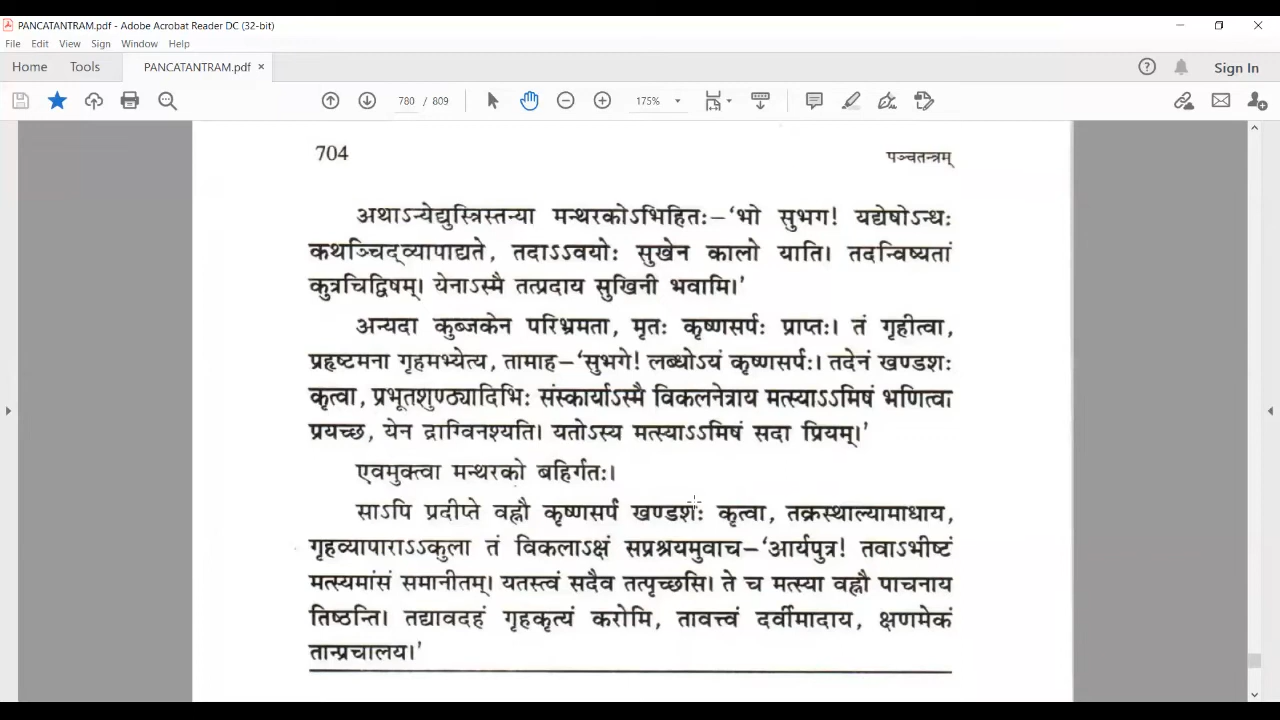 PANCATANTRAM.pdf - Adobe Acrobat Reader DC (32-bit)
File Edit View Sign Window Help
Home Tools PANCATANTRAM.pdf × Sign In
780 / 809 175%
704 पञ्चतन्त्रम्
अथाऽन्येद्युस्त्रिस्तन्या मन्थरकोऽभिहितः–‘भो सुभग! यद्येषोऽन्धः
कथञ्चिद्व्यापाद्यते, तदाऽऽवयोः सुखेन कालो याति। तदन्विष्यतां
कुत्रचिद्विषम्। येनाऽस्मै तत्प्रदाय सुखिनी भवामि।’
अन्यदा कुब्जकेन परिभ्रमता, मृतः कृष्णसर्पः प्राप्तः। तं गृहीत्वा,
प्रहृष्टमना गृहमभ्येत्य, तामाह–‘सुभगे! लब्धोऽयं कृष्णसर्पः। तदेनं खण्डशः
कृत्वा, प्रभूतशुण्ठ्यादिभिः संस्कार्याऽस्मै विकलनेत्राय मत्स्याऽऽमिषं भणित्वा
प्रयच्छ, येन द्राग्विनश्यति। यतोऽस्य मत्स्याऽऽमिषं सदा प्रियम्।’
एवमुक्त्वा मन्थरको बहिर्गतः।
साऽपि प्रदीप्ते वह्नौ कृष्णसर्पं खण्डशः कृत्वा, तक्रस्थाल्यामाधाय,
गृहव्यापाराऽऽकुला तं विकलाऽक्षं सप्रश्रयमुवाच–‘आर्यपुत्र! तवाऽभीष्टं
मत्स्यमांसं समानीतम्। यतस्त्वं सदैव तत्पृच्छसि। ते च मत्स्या वह्नौ पाचनाय
तिष्ठन्ति। तद्यावदहं गृहकृत्यं करोमि, तावत्त्वं दर्वीमादाय, क्षणमेकं
तान्प्रचालय।’